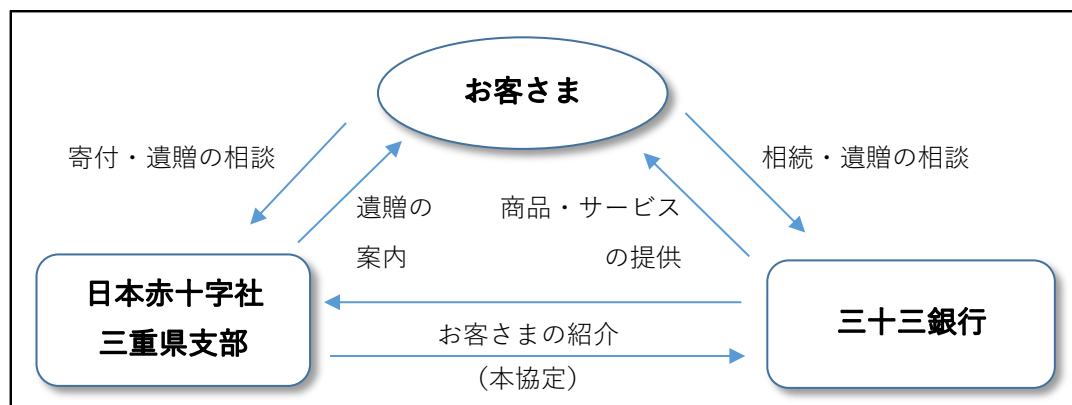 お客さま
寄付・遺贈の相談
相続・遺贈の相談
遺贈の
案内
商品・サービス
の提供
日本赤十字社
三重県支部
三十三銀行
お客さまの紹介
（本協定）